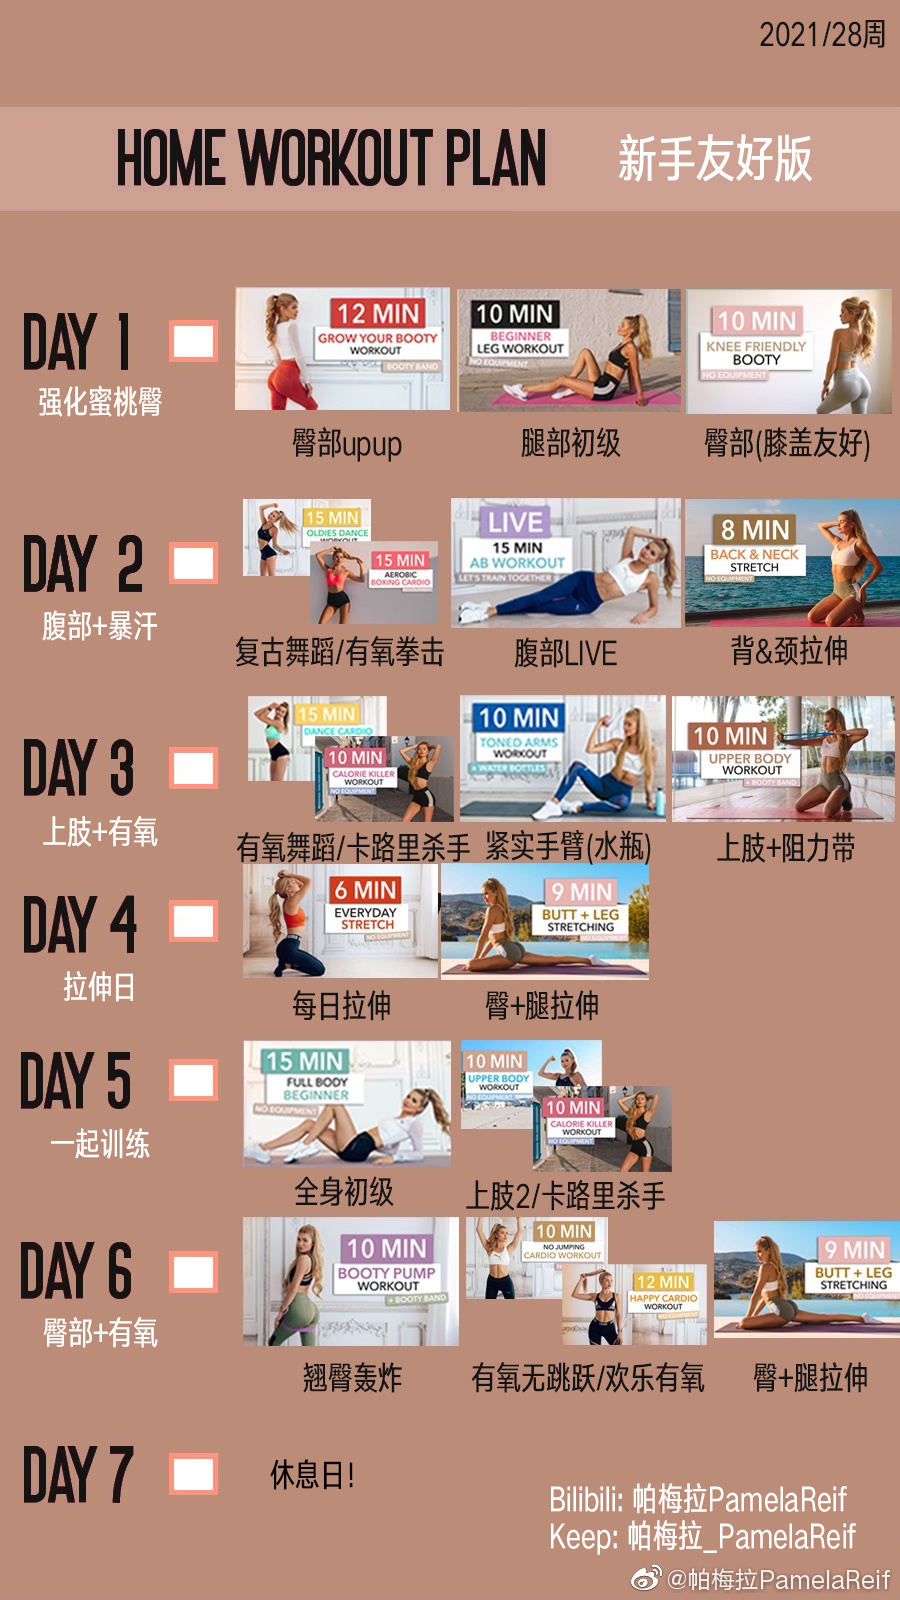 2021/28周
HOME WORKOUT PLAN 新手友好版
DAY 1
强化蜜桃臀
12 MIN
GROW YOUR BOOTY
WORKOUT
BOOTY BAND
臀部upup
10 MIN
BEGINNER
LEG WORKOUT
NO EQUIPMENT
腿部初级
10 MIN
KNEE FRIENDLY
BOOTY
NO EQUIPMENT
臀部(膝盖友好)
DAY 2
腹部+暴汗
15 MIN
OLDIES DANCE
WORKOUT
15 MIN
AEROBIC
BOXING CARDIO
复古舞蹈/有氧拳击
LIVE
15 MIN
AB WORKOUT
LET'S TRAIN TOGETHER
腹部LIVE
8 MIN
BACK & NECK
STRETCH
NO EQUIPMENT
背&颈拉伸
DAY 3
上肢+有氧
15 MIN
DANCE CARDIO
10 MIN
CALORIE KILLER
WORKOUT
NO EQUIPMENT
有氧舞蹈/卡路里杀手
10 MIN
TONED ARMS
WORKOUT
+ WATER BOTTLES
紧实手臂(水瓶)
10 MIN
UPPER BODY
WORKOUT
+ BOOTY BAND
上肢+阻力带
DAY 4
拉伸日
6 MIN
EVERYDAY
STRETCH
NO EQUIPMENT
每日拉伸
9 MIN
BUTT + LEG
STRETCHING
NO EQUIPMENT
臀+腿拉伸
DAY 5
一起训练
15 MIN
FULL BODY
BEGINNER
NO EQUIPMENT
全身初级
10 MIN
UPPER BODY
WORKOUT
NO EQUIPMENT
10 MIN
CALORIE KILLER
WORKOUT
NO EQUIPMENT
上肢2/卡路里杀手
DAY 6
臀部+有氧
10 MIN
BOOTY PUMP
WORKOUT
+ BOOTY BAND
翘臀轰炸
10 MIN
NO JUMPING
CARDIO WORKOUT
12 MIN
HAPPY CARDIO
WORKOUT
NO EQUIPMENT
有氧无跳跃/欢乐有氧
9 MIN
BUTT + LEG
STRETCHING
NO EQUIPMENT
臀+腿拉伸
DAY 7
休息日!
Bilibili: 帕梅拉PamelaReif
Keep: 帕梅拉_PamelaReif
@帕梅拉PamelaReif